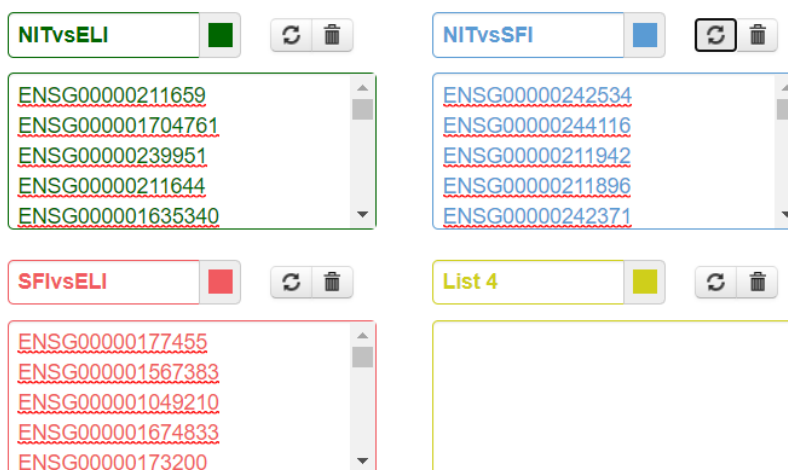 NITvsELI
NITvsSFI
ENSG00000211659
ENSG000001704761
ENSG00000239951
ENSG00000211644
ENSG000001635340
ENSG00000242534
ENSG00000244116
ENSG00000211942
ENSG00000211896
ENSG00000242371
SFIvsELI
List 4
ENSG00000177455
ENSG000001567383
ENSG000001049210
ENSG000001674833
ENSG00000173200